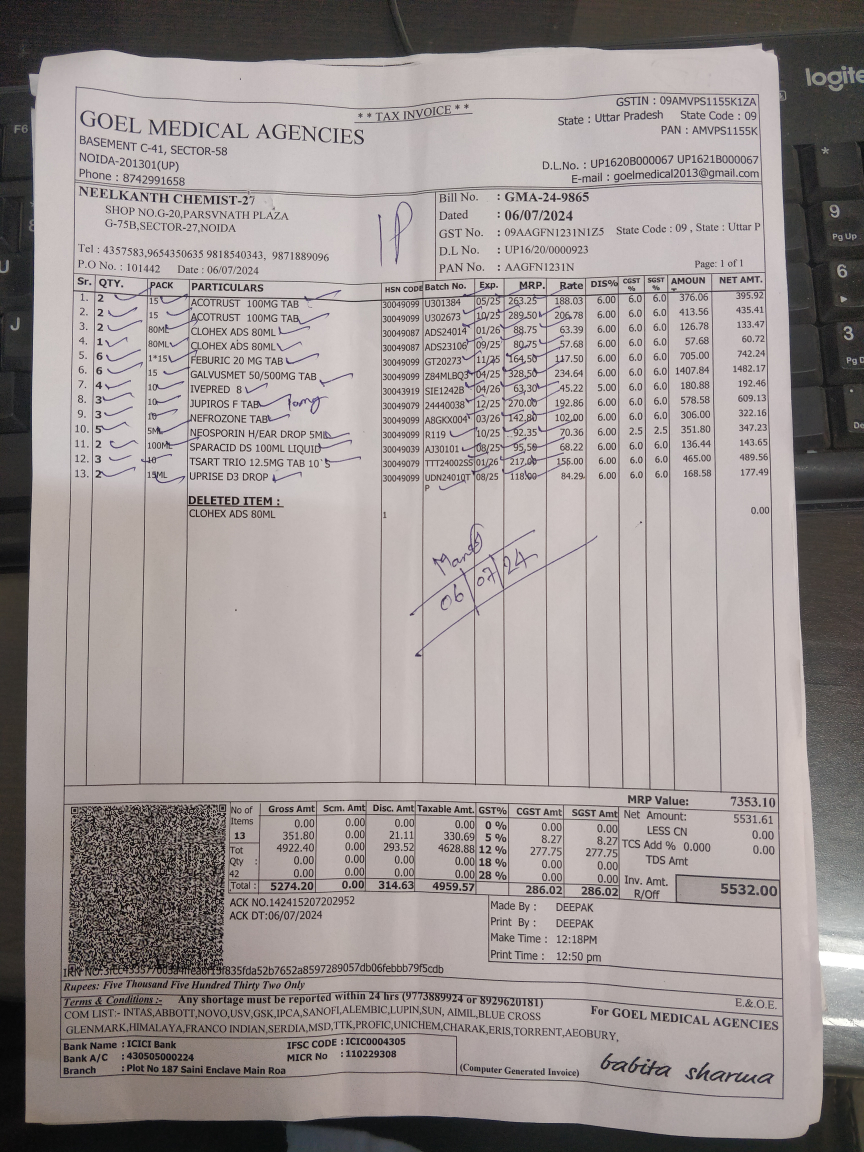 logite
** TAX INVOICE **
GOEL MEDICAL AGENCIES
BASEMENT C-41, SECTOR-58
NOIDA-201301(UP)
Phone : 8742991658
GSTIN : 09AMVPS1155K1ZA
State : Uttar Pradesh State Code : 09
PAN : AMVPS1155K
D.L.No. : UP1620B000067 UP1621B000067
E-mail : goelmedical2013@gmail.com
NEELKANTH CHEMIST-27
SHOP NO.G-20,PARSVNATH PLAZA
G-75B,SECTOR-27,NOIDA
Tel : 4357583,9654350635 9818540343, 9871889096
P.O No. : 101442 Date : 06/07/2024
IP
Bill No. : GMA-24-9865
Dated : 06/07/2024
GST No. : 09AAGFN1231N1Z5 State Code : 09 , State : Uttar P
D.L No. : UP16/20/0000923
PAN No. : AAGFN1231N Page: 1 of 1
Sr. QTY. PACK PARTICULARS HSN CODE Batch No. Exp. MRP. Rate DIS% CGST % SGST % AMOUN NET AMT.
1. 2 15 ACOTRUST 100MG TAB 30049099 U301384 05/25 263.25 188.03 6.00 6.0 6.0 376.06 395.92
2. 2 15 ACOTRUST 100MG TAB 30049099 U302673 10/25 289.50 206.78 6.00 6.0 6.0 413.56 435.41
3. 2 80ML CLOHEX ADS 80ML 30049087 ADS24014 01/26 88.75 63.39 6.00 6.0 6.0 126.78 133.47
4. 1 80ML CLOHEX ADS 80ML 30049087 ADS23106 09/25 80.75 57.68 6.00 6.0 6.0 57.68 60.72
5. 6 1*15 FEBURIC 20 MG TAB 30049099 GT20273 11/25 164.50 117.50 6.00 6.0 6.0 705.00 742.24
6. 6 15 GALVUSMET 50/500MG TAB 30049099 Z84MLBQ3 04/25 328.50 234.64 6.00 6.0 6.0 1407.84 1482.17
7. 4 10 IVEPRED 8 30043919 SIE1242B 04/26 63.30 45.22 5.00 6.0 6.0 180.88 192.46
8. 3 10 JUPIROS F TAB 10mg 30049079 24440038 12/25 270.00 192.86 6.00 6.0 6.0 578.58 609.13
9. 3 10 NEFROZONE TAB 30049099 A8GKX004 03/26 142.80 102.00 6.00 6.0 6.0 306.00 322.16
10. 5 5ML NEOSPORIN H/EAR DROP 5ML 30049099 R119 10/25 92.35 70.36 6.00 2.5 2.5 351.80 347.23
11. 2 100ML SPARACID DS 100ML LIQUID 30049039 AJ30101 08/25 95.50 68.22 6.00 6.0 6.0 136.44 143.65
12. 3 10 TSART TRIO 12.5MG TAB 10`S 30049079 TTT24002SS 01/26 217.00 155.00 6.00 6.0 6.0 465.00 489.56
13. 2 15ML UPRISE D3 DROP 30049099 UDN24010T 08/25 118.00 84.29 6.00 6.0 6.0 168.58 177.49
P
DELETED ITEM :
CLOHEX ADS 80ML 1 0.00
06/07/24
MRP Value: 7353.10
No of Items 13 Tot Qty : 42
Gross Amt Scm. Amt Disc. Amt Taxable Amt. GST% CGST Amt SGST Amt
0.00 0.00 0.00 0.00 0 % 0.00 0.00
351.80 0.00 21.11 330.69 5 % 8.27 8.27
4922.40 0.00 293.52 4628.88 12 % 277.75 277.75
0.00 0.00 0.00 0.00 18 % 0.00 0.00
0.00 0.00 0.00 0.00 28 % 0.00 0.00
Total : 5274.20 0.00 314.63 4959.57 286.02 286.02
Net Amount: 5531.61
LESS CN 0.00
TCS Add % 0.000 0.00
TDS Amt
Inv. Amt. R/Off 5532.00
ACK NO.142415207202952
ACK DT:06/07/2024
Made By : DEEPAK
Print By : DEEPAK
Make Time : 12:18PM
Print Time : 12:50 pm
Rupees: Five Thousand Five Hundred Thirty Two Only
Terms & Conditions :- Any shortage must be reported within 24 hrs (9773889924 or 8929620181) E.&.O.E.
COM LIST:- INTAS,ABBOTT,NOVO,USV,GSK,IPCA,SANOFI,ALEMBIC,LUPIN,SUN, AIMIL,BLUE CROSS
GLENMARK,HIMALAYA,FRANCO INDIAN,SERDIA,MSD,TTK,PROFIC,UNICHEM,CHARAK,ERIS,TORRENT,AEOBURY,
For GOEL MEDICAL AGENCIES
Bank Name : ICICI Bank IFSC CODE : ICIC0004305
Bank A/C : 430505000224 MICR No : 110229308
Branch : Plot No 187 Saini Enclave Main Roa
(Computer Generated Invoice)
babita sharma